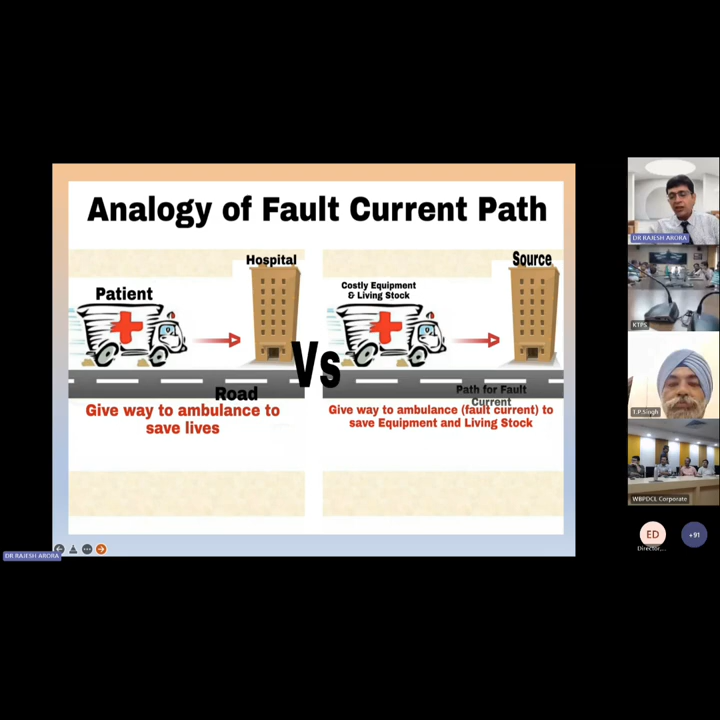 Analogy of Fault Current Path
Hospital
Patient
Road
Give way to ambulance to
save lives
Vs
Source
Costly Equipment
& Living Stock
Path for Fault
Current
Give way to ambulance (fault current) to
save Equipment and Living Stock
DR RAJESH ARORA
DR RAJESH ARORA
KTPS
T.P.Singh
WBPDCL Corporate
ED
+91
Director,...